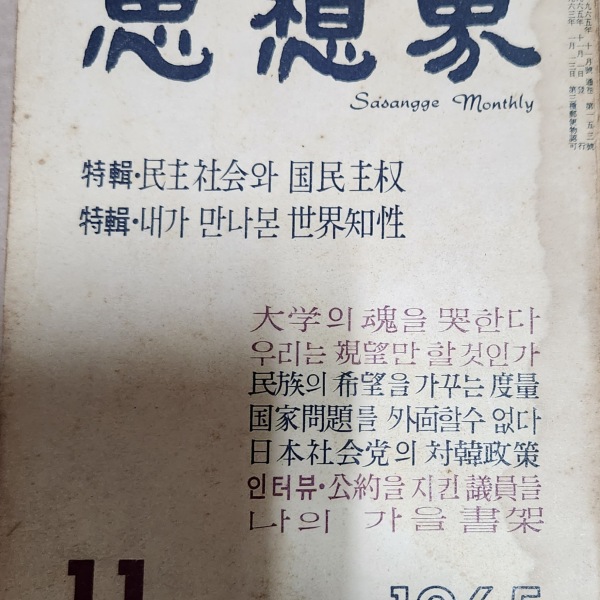 思想界
Sasangge Monthly
特輯·民主社会와 国民主权
特輯·내가 만나본 世界知性
大学의 魂을 哭한다
우리는 観望만 할것인가
民族의 希望을 가꾸는 度量
国家問題를 外面할수 없다
日本社会党의 対韓政策
인터뷰·公約을 지킨 議員들
나의 가을 書架
11
1965